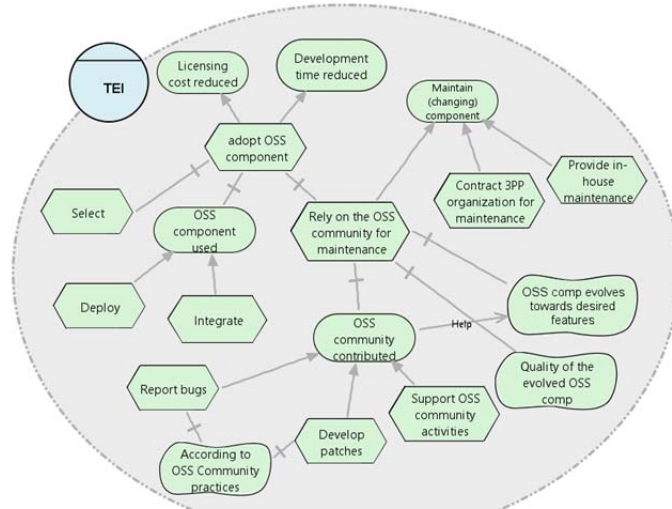 Licensing
cost reduced
Development
time reduced
TEI
Maintain
(changing)
component
adopt OSS
component
Provide in-
house
maintenance
Contract 3PP
organization for
maintenance
Select
OSS
component
used
Rely on the OSS
community for
maintenance
Deploy
Integrate
OSS comp evolves
towards desired
features
OSS
community
contributed
Help
Quality of the
evolved OSS
comp
Report bugs
Support OSS
community
activities
Develop
patches
According to
OSS Community
practices